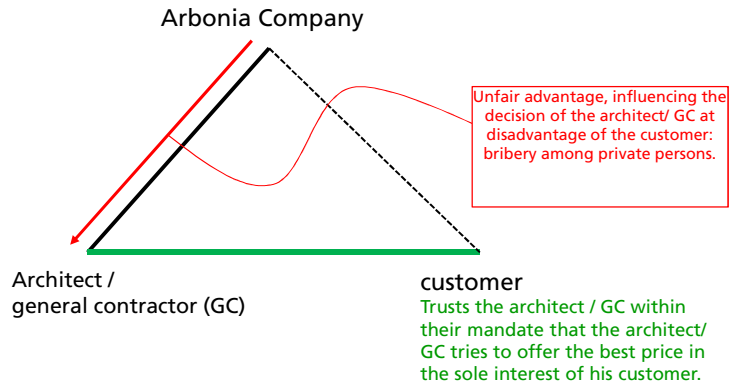 Arbonia Company
Unfair advantage, influencing the
decision of the architect/ GC at
disadvantage of the customer:
bribery among private persons.
Architect /
general contractor (GC)
customer
Trusts the architect / GC within
their mandate that the architect/
GC tries to offer the best price in
the sole interest of his customer.